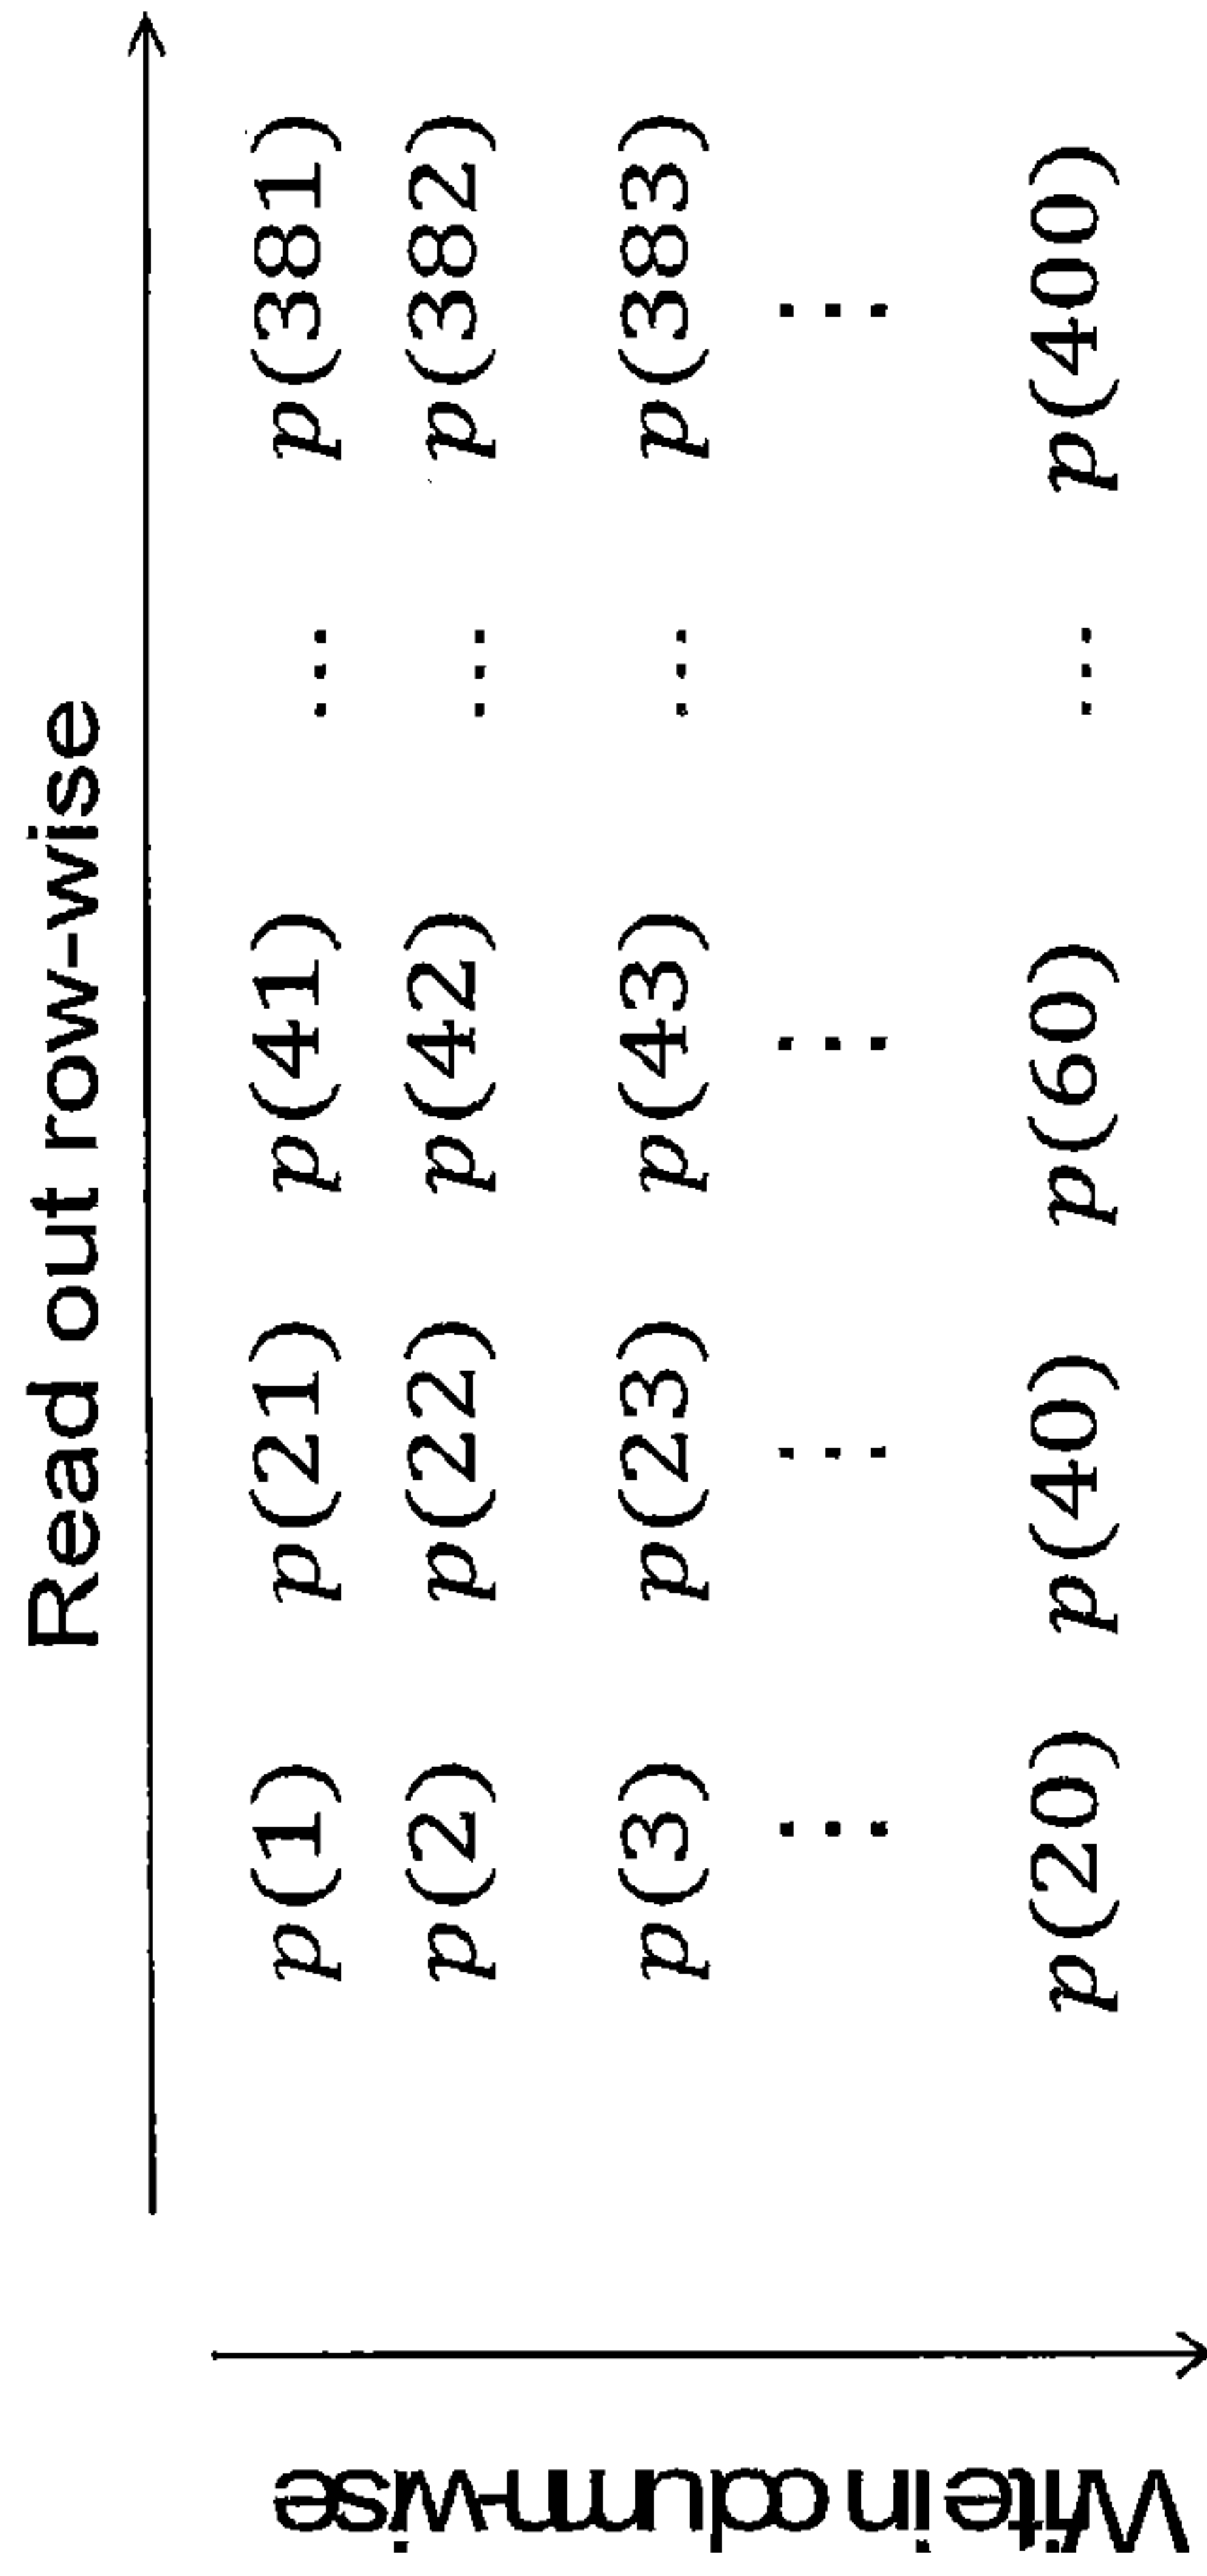 Read out row-wise
Write in column-wise
p(1) p(21) p(41) ... p(381)
p(2) p(22) p(42) ... p(382)
p(3) p(23) p(43) ... p(383)
⋮ ⋮ ⋮ ⋮
p(20) p(40) p(60) ... p(400)